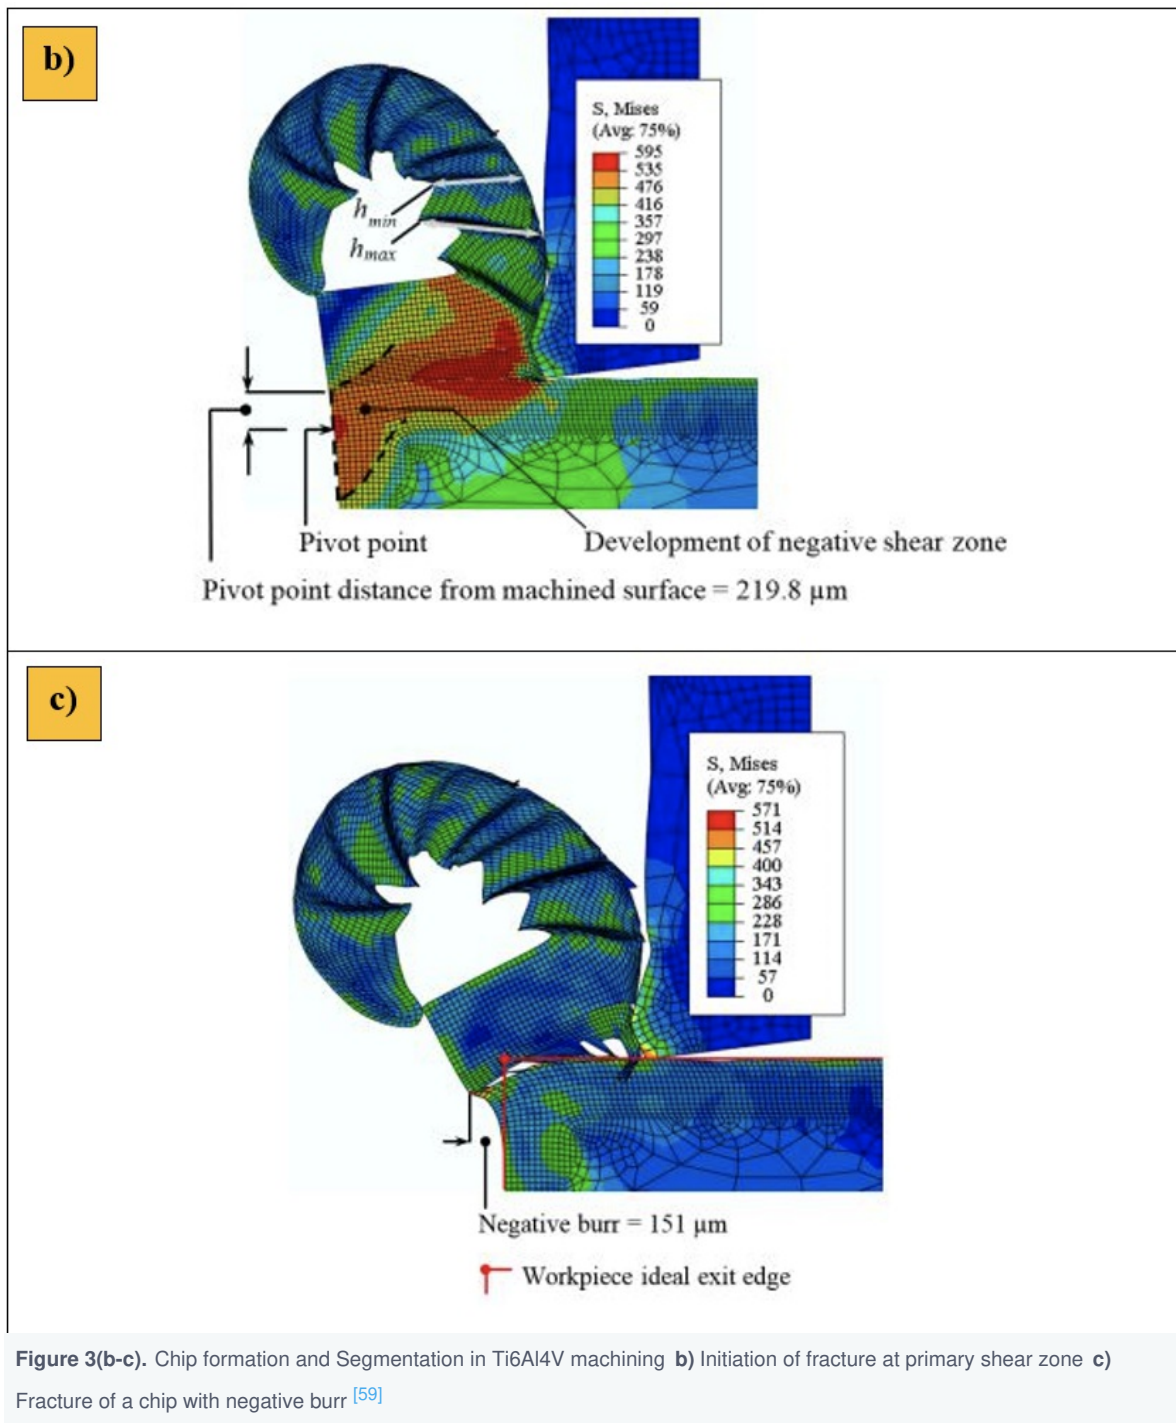 b)
S, Mises
(Avg: 75%)
595
535
476
416
357
297
238
178
119
59
0
hmin
hmax
Pivot point
Development of negative shear zone
Pivot point distance from machined surface = 219.8 µm
c)
S, Mises
(Avg: 75%)
571
514
457
400
343
286
228
171
114
57
0
Negative burr = 151 µm
Workpiece ideal exit edge
Figure 3(b-c). Chip formation and Segmentation in Ti6Al4V machining b) Initiation of fracture at primary shear zone c)
Fracture of a chip with negative burr [59]